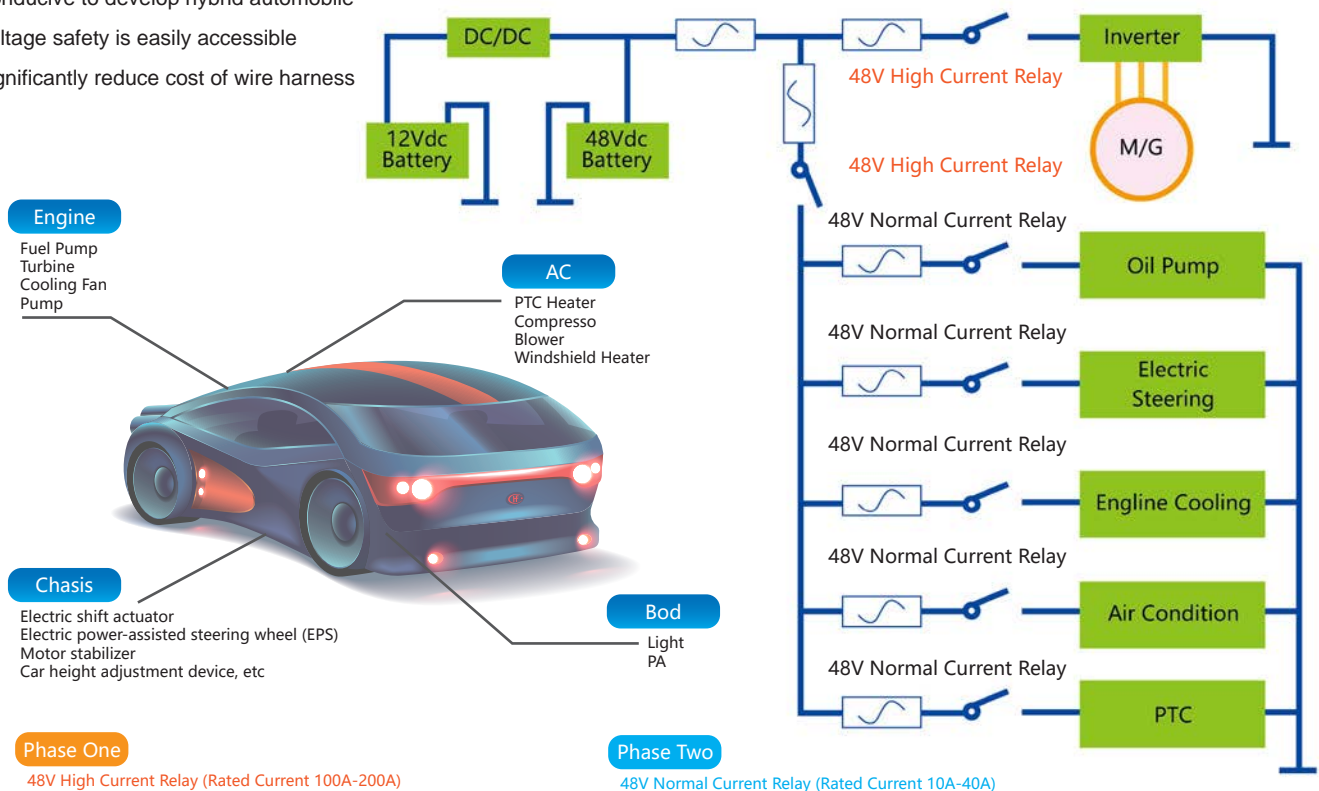 to develop hybrid automobile
safety is easily accessible
reduce cost of wire harness
DC/DC
Inverter
48V High Current Relay
12Vdc
Battery
48Vdc
Battery
M/G
48V High Current Relay
Engine
Fuel Pump
Turbine
Cooling Fan
Pump
AC
PTC Heater
Compresso
Blower
Windshield Heater
48V Normal Current Relay
Oil Pump
48V Normal Current Relay
Electric
Steering
48V Normal Current Relay
Engline Cooling
48V Normal Current Relay
Air Condition
48V Normal Current Relay
PTC
Chasis
Electric shift actuator
Electric power-assisted steering wheel (EPS)
Motor stabilizer
Car height adjustment device, etc
Bod
Light
PA
Phase One
48V High Current Relay (Rated Current 100A-200A)
Phase Two
48V Normal Current Relay (Rated Current 10A-40A)